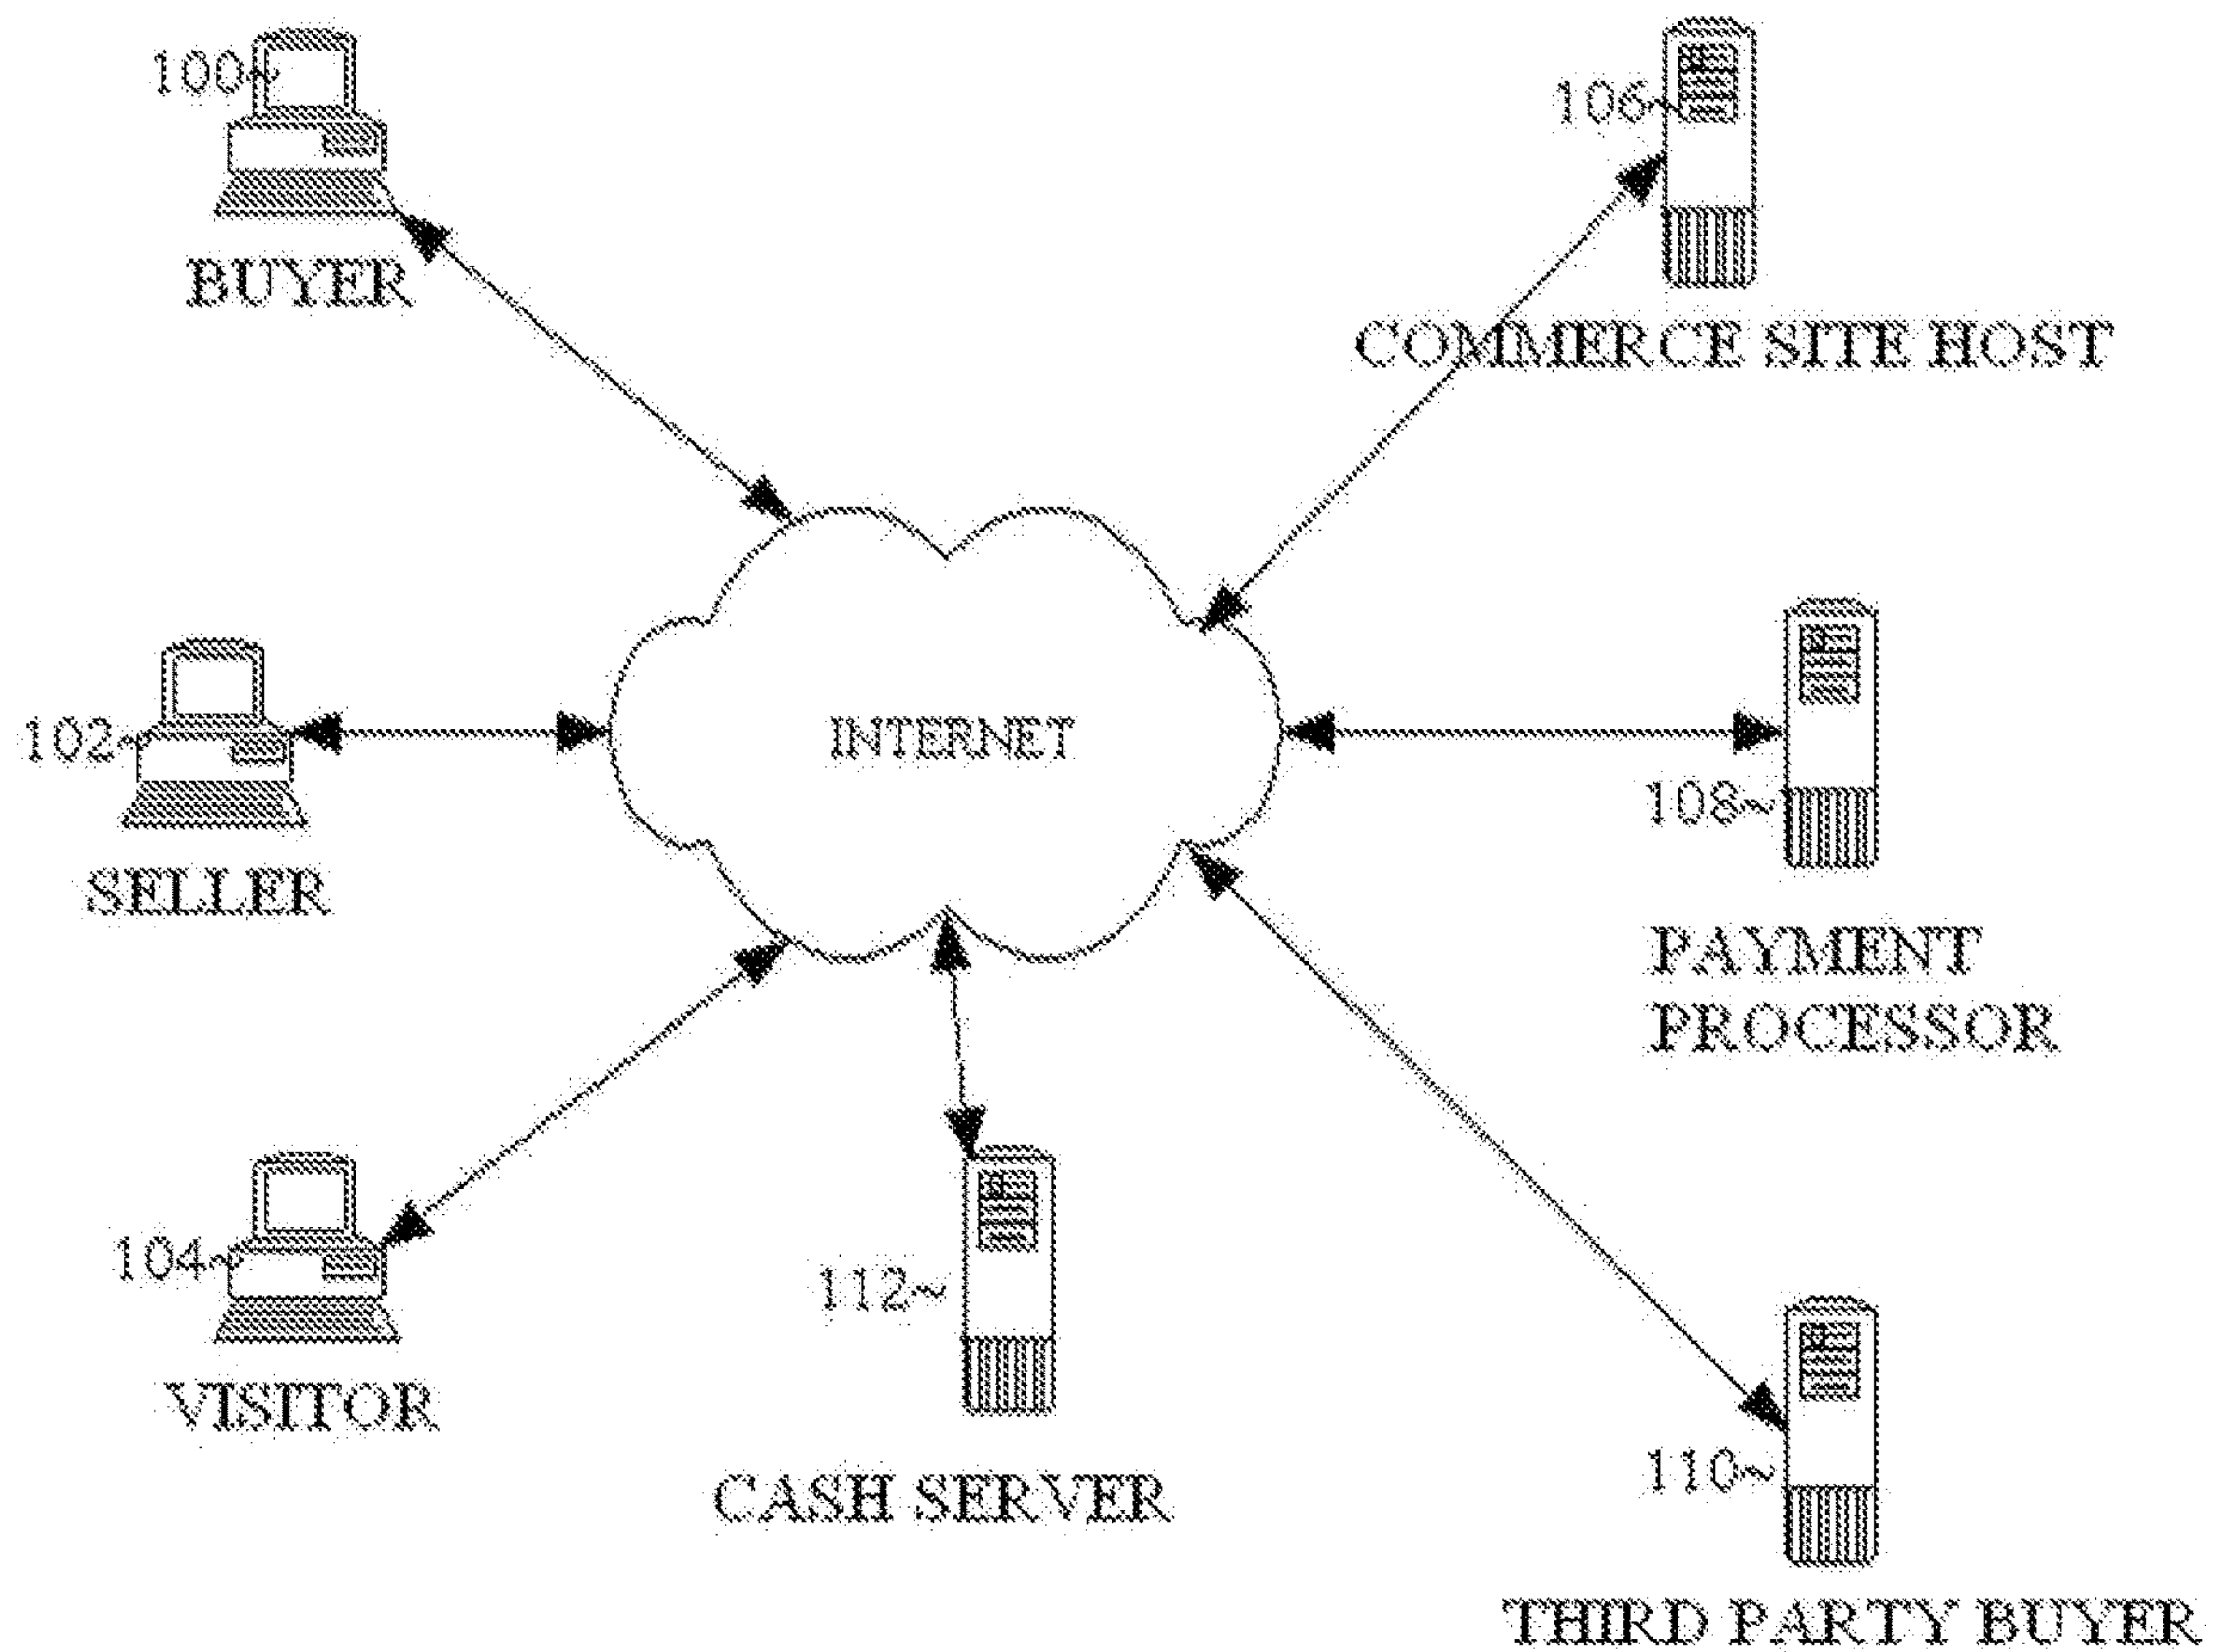 100~
BUYER
106~
COMMERCE SITE HOST
102~
SELLER
INTERNET
108~
PAYMENT
PROCESSOR
104~
VISITOR
112~
CASH SERVER
110~
THIRD PARTY BUYER